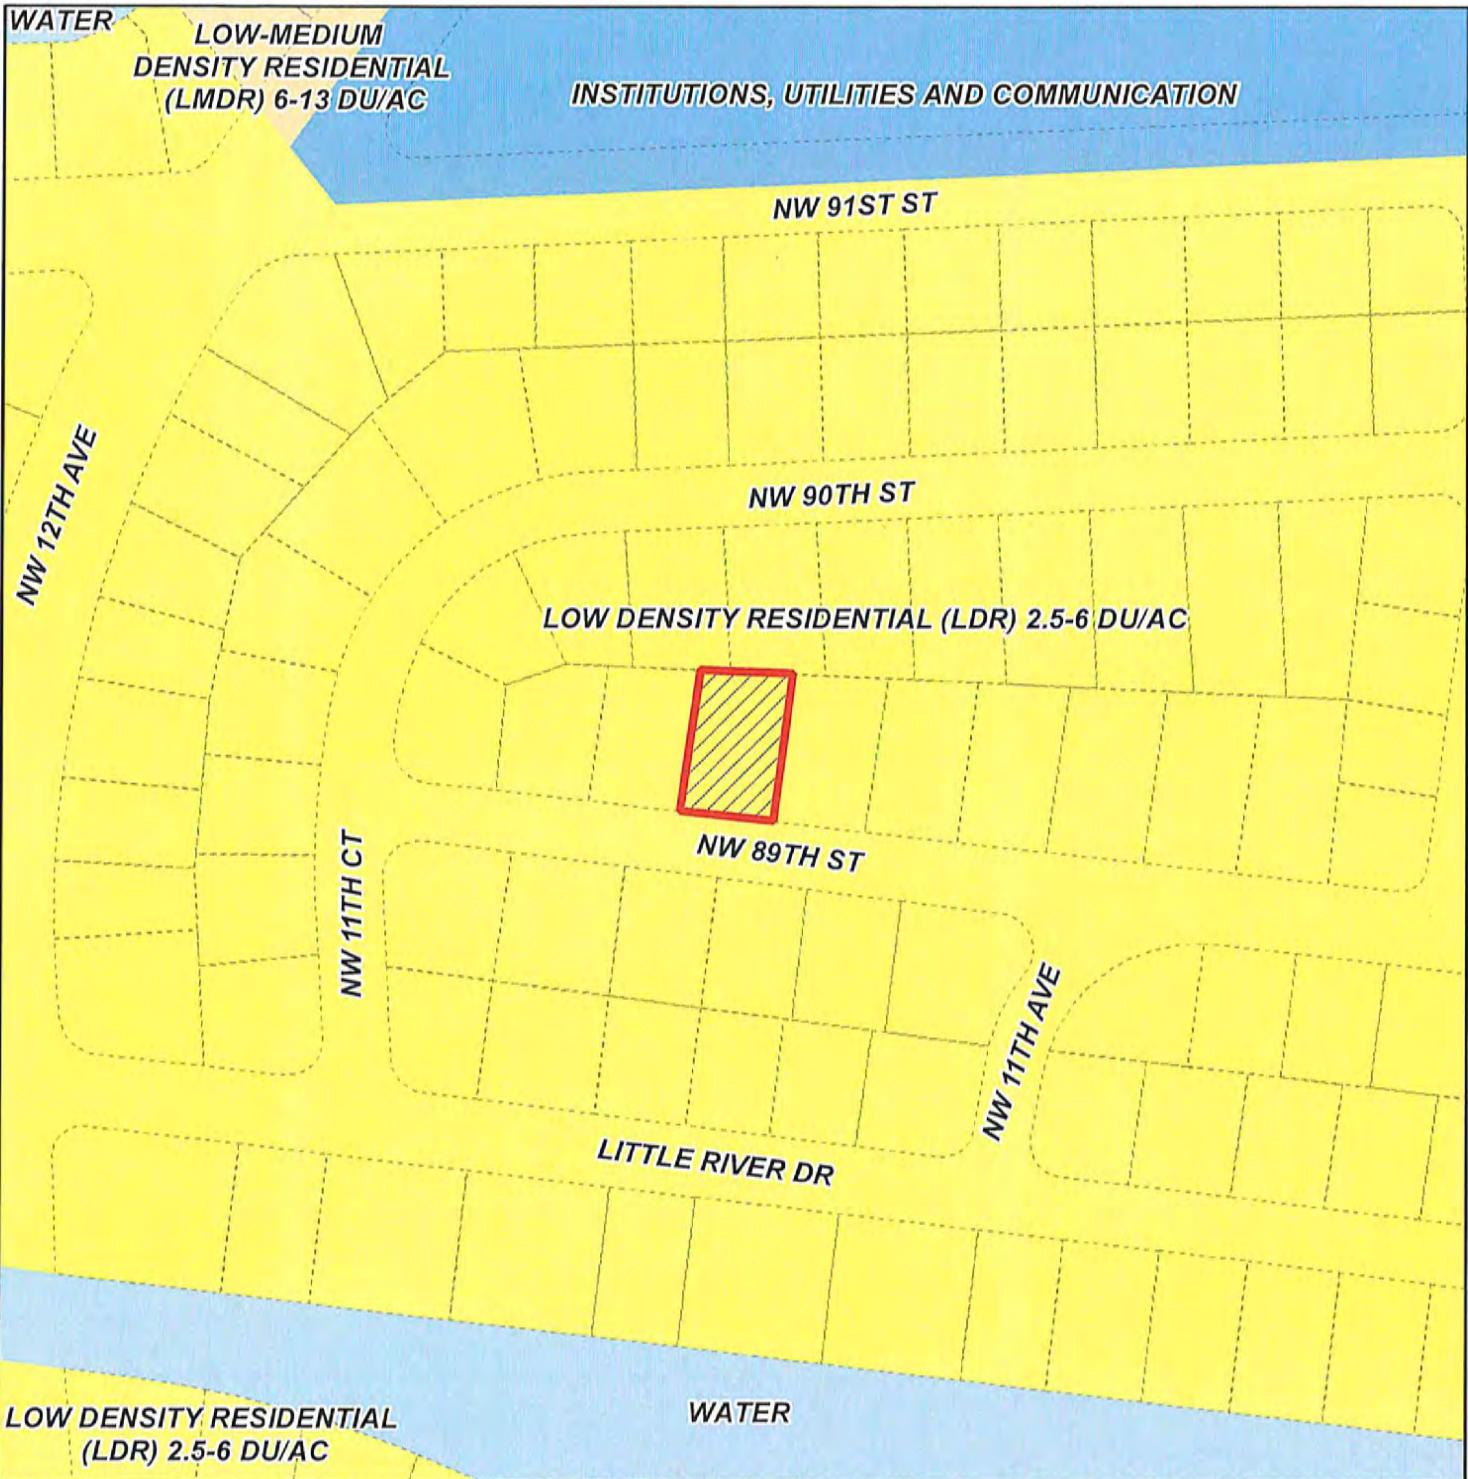 WATER
LOW-MEDIUM
DENSITY RESIDENTIAL
(LMDR) 6-13 DU/AC
INSTITUTIONS, UTILITIES AND COMMUNICATION
NW 91ST ST
NW 12TH AVE
NW 90TH ST
LOW DENSITY RESIDENTIAL (LDR) 2.5-6 DU/AC
NW 89TH ST
NW 11TH CT
NW 11TH AVE
LITTLE RIVER DR
WATER
LOW DENSITY RESIDENTIAL
(LDR) 2.5-6 DU/AC